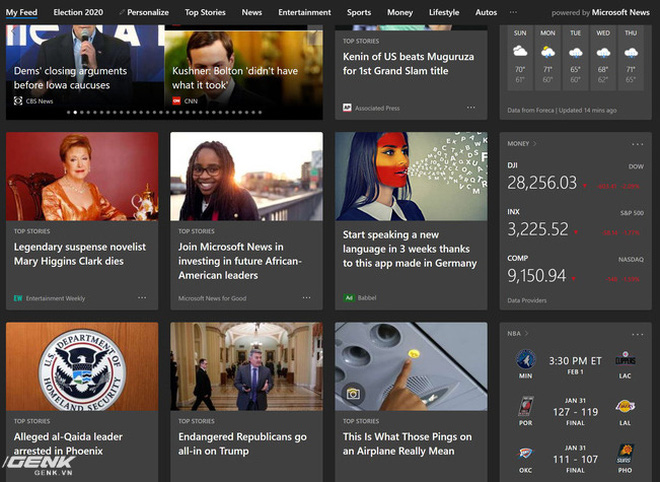 My Feed
Election 2020
Personalize
Top Stories
News
Entertainment
Sports
Money
Lifestyle
Autos
...
powered by Microsoft News
Dems' closing arguments
before Iowa caucuses
CBS News
Kushner: Bolton 'didn't have
what it took'
CNN
TOP STORIES
Kenin of US beats Muguruza
for 1st Grand Slam title
AP
Associated Press
SUN
MON
TUE
WED
THU
70°
71°
65°
68°
71°
61°
60°
60°
62°
65°
Data from Foreca | Updated 14 mins ago
TOP STORIES
Legendary suspense novelist
Mary Higgins Clark dies
EW
Entertainment Weekly
TOP STORIES
Join Microsoft News in
investing in future African-
American leaders
Microsoft News for Good
Start speaking a new
language in 3 weeks thanks
to this app made in Germany
Ad
Babbel
MONEY
DJI
DOW
28,256.03
INX
S&P 500
3,225.52
COMP
NASDAQ
9,150.94
Data Providers
U.S. DEPARTMENT OF
HOMELAND SECURITY
TOP STORIES
Alleged al-Qaida leader
arrested in Phoenix
TOP STORIES
Endangered Republicans go
all-in on Trump
TOP STORIES
This Is What Those Pings on
an Airplane Really Mean
NBA
3:30 PM ET
FEB 1
MIN
LAC
JAN 31
127 - 119
FINAL
POR
LAL
JAN 31
111 - 107
FINAL
OKC
PHO
GENK
GENK.VN